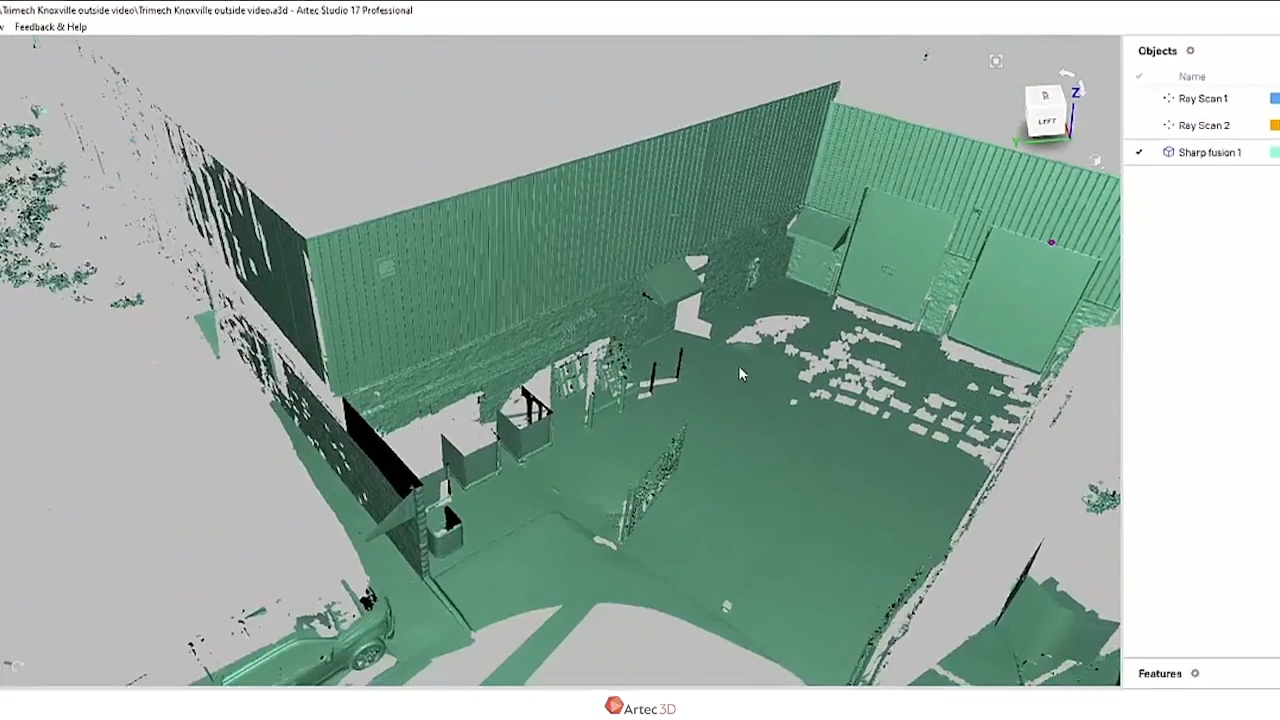 \Trimech Knoxville outside video\Trimech Knoxville outside video.a3d - Artec Studio 17 Professional
Feedback & Help
Objects
Name
Z
LEFT
Y
Ray Scan 1
Ray Scan 2
Sharp fusion 1
Features
Artec 3D